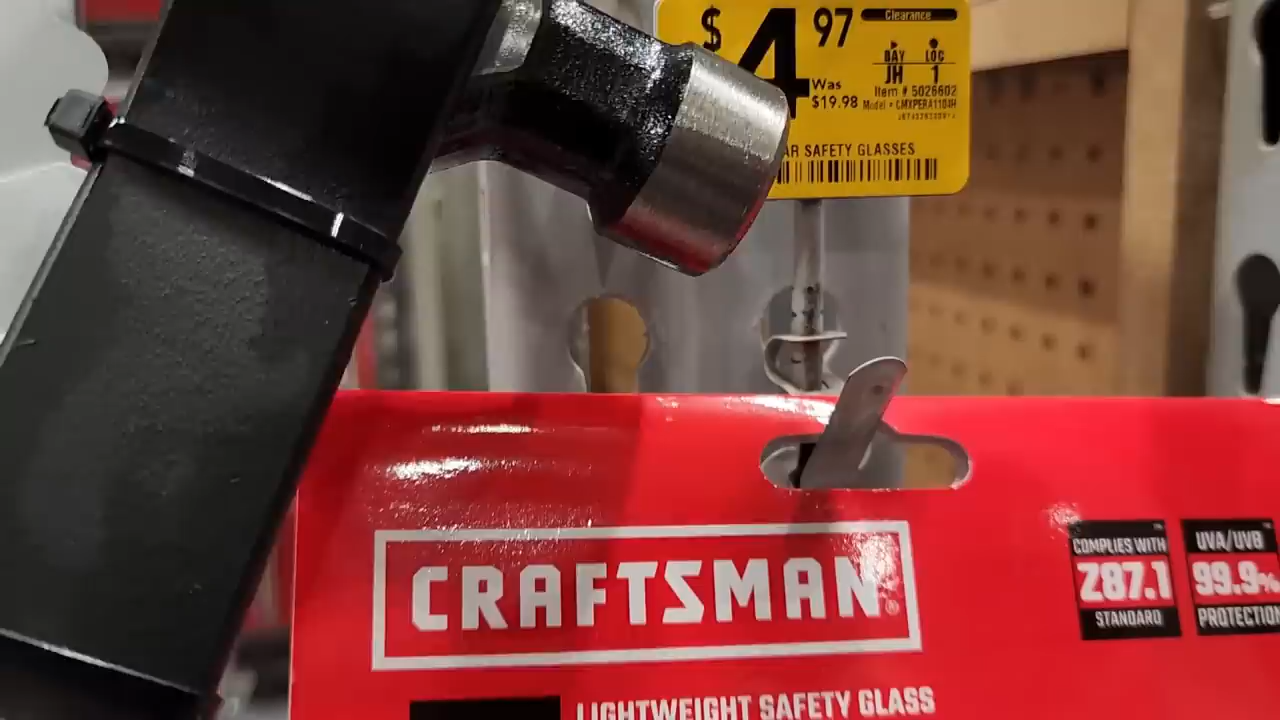 $4 97
Clearance
BAY LOC
JH 1
Was
$19.98
Item # 5026602
Model # CMXPERA1104H
AR SAFETY GLASSES
CRAFTSMAN®
COMPLIES WITH
Z87.1
STANDARD
UVA/UVB
99.9%
PROTECTION
LIGHTWEIGHT SAFETY GLASS